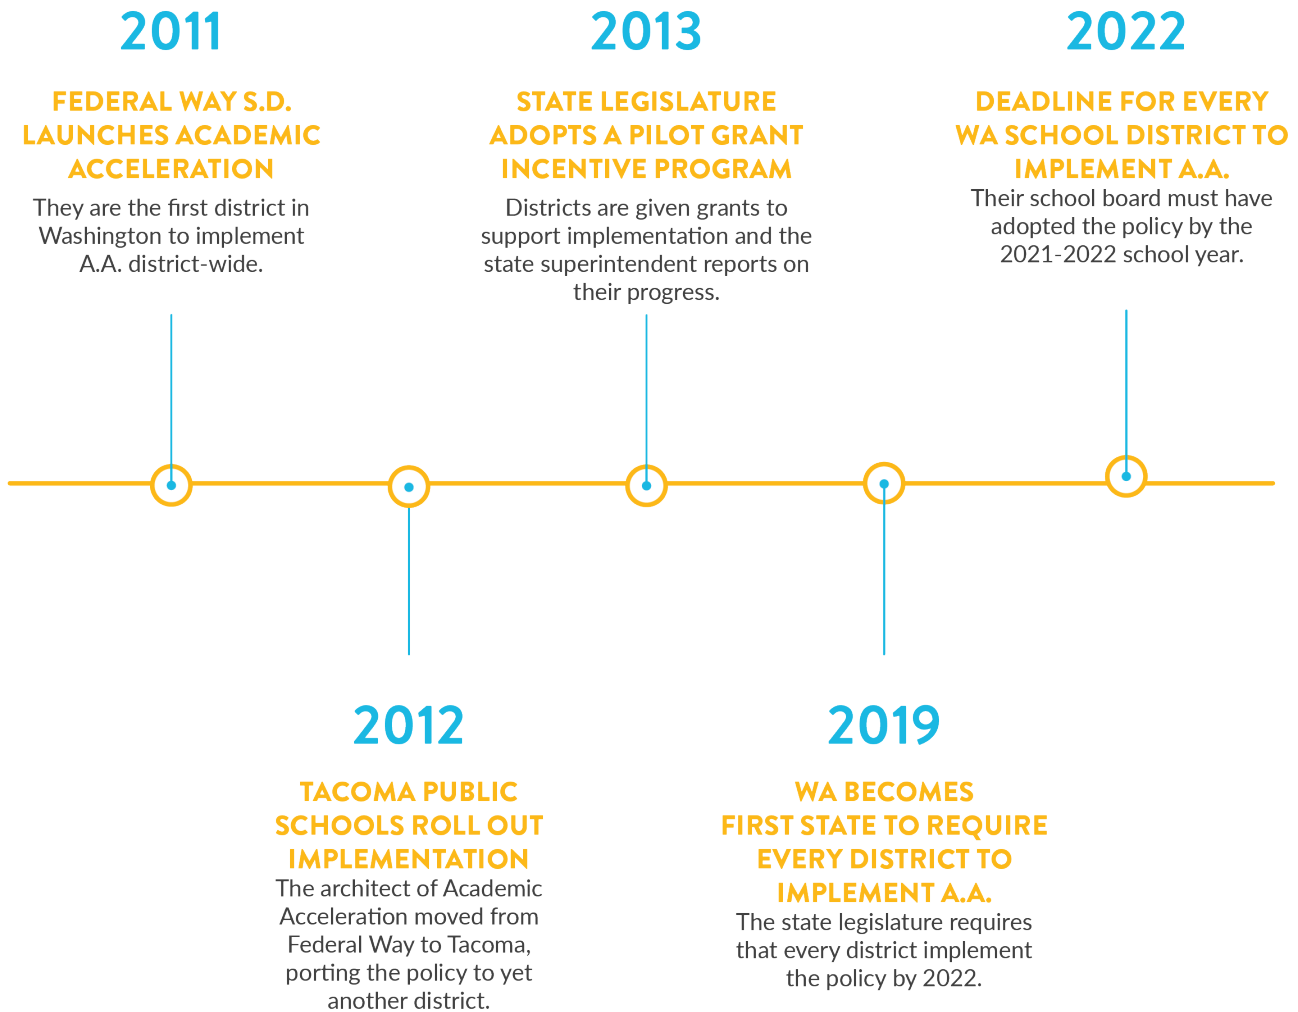 2011
FEDERAL WAY S.D.
LAUNCHES ACADEMIC
ACCELERATION
They are the first district in
Washington to implement
A.A. district-wide.
2013
STATE LEGISLATURE
ADOPTS A PILOT GRANT
INCENTIVE PROGRAM
Districts are given grants to
support implementation and the
state superintendent reports on
their progress.
2022
DEADLINE FOR EVERY
WA SCHOOL DISTRICT TO
IMPLEMENT A.A.
Their school board must have
adopted the policy by the
2021-2022 school year.
2012
TACOMA PUBLIC
SCHOOLS ROLL OUT
IMPLEMENTATION
The architect of Academic
Acceleration moved from
Federal Way to Tacoma,
porting the policy to yet
another district.
2019
WA BECOMES
FIRST STATE TO REQUIRE
EVERY DISTRICT TO
IMPLEMENT A.A.
The state legislature requires
that every district implement
the policy by 2022.